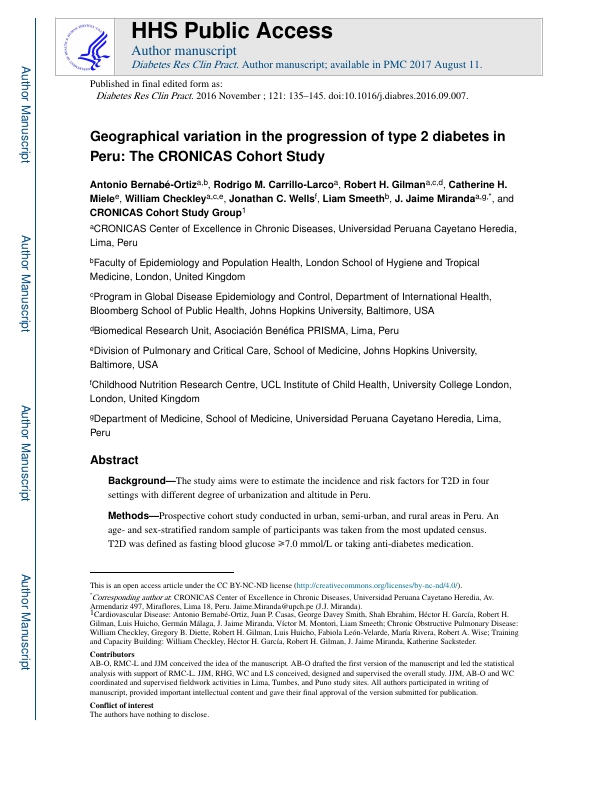 HHS Public Access
Author manuscript
Diabetes Res Clin Pract. Author manuscript; available in PMC 2017 August 11.
Published in final edited form as:
Diabetes Res Clin Pract. 2016 November ; 121: 135–145. doi:10.1016/j.diabres.2016.09.007.
Geographical variation in the progression of type 2 diabetes in
Peru: The CRONICAS Cohort Study
Antonio Bernabé-Ortiza,b, Rodrigo M. Carrillo-Larcoa, Robert H. Gilmana,c,d, Catherine H.
Mielee, William Checkleya,c,e, Jonathan C. Wellsf, Liam Smeethb, J. Jaime Mirandaa,g,*, and
CRONICAS Cohort Study Group1
aCRONICAS Center of Excellence in Chronic Diseases, Universidad Peruana Cayetano Heredia,
Lima, Peru
bFaculty of Epidemiology and Population Health, London School of Hygiene and Tropical
Medicine, London, United Kingdom
cProgram in Global Disease Epidemiology and Control, Department of International Health,
Bloomberg School of Public Health, Johns Hopkins University, Baltimore, USA
dBiomedical Research Unit, Asociación Benéfica PRISMA, Lima, Peru
eDivision of Pulmonary and Critical Care, School of Medicine, Johns Hopkins University,
Baltimore, USA
fChildhood Nutrition Research Centre, UCL Institute of Child Health, University College London,
London, United Kingdom
gDepartment of Medicine, School of Medicine, Universidad Peruana Cayetano Heredia, Lima,
Peru
Abstract
Background—The study aims were to estimate the incidence and risk factors for T2D in four
settings with different degree of urbanization and altitude in Peru.
Methods—Prospective cohort study conducted in urban, semi-urban, and rural areas in Peru. An
age- and sex-stratified random sample of participants was taken from the most updated census.
T2D was defined as fasting blood glucose ⩾7.0 mmol/L or taking anti-diabetes medication.
This is an open access article under the CC BY-NC-ND license (http://creativecommons.org/licenses/by-nc-nd/4.0/).
*Corresponding author at: CRONICAS Center of Excellence in Chronic Diseases, Universidad Peruana Cayetano Heredia, Av.
Armendariz 497, Miraflores, Lima 18, Peru. Jaime.Miranda@upch.pe (J.J. Miranda).
1Cardiovascular Disease: Antonio Bernabé-Ortiz, Juan P. Casas, George Davey Smith, Shah Ebrahim, Héctor H. García, Robert H.
Gilman, Luis Huicho, Germán Málaga, J. Jaime Miranda, Víctor M. Montori, Liam Smeeth; Chronic Obstructive Pulmonary Disease:
William Checkley, Gregory B. Diette, Robert H. Gilman, Luis Huicho, Fabiola León-Velarde, María Rivera, Robert A. Wise; Training
and Capacity Building: William Checkley, Héctor H. García, Robert H. Gilman, J. Jaime Miranda, Katherine Sacksteder.
Contributors
AB-O, RMC-L and JJM conceived the idea of the manuscript. AB-O drafted the first version of the manuscript and led the statistical
analysis with support of RMC-L. JJM, RHG, WC and LS conceived, designed and supervised the overall study. JJM, AB-O and WC
coordinated and supervised fieldwork activities in Lima, Tumbes, and Puno study sites. All authors participated in writing of
manuscript, provided important intellectual content and gave their final approval of the version submitted for publication.
Conflict of interest
The authors have nothing to disclose.
Author Manuscript
Author Manuscript
Author Manuscript
Author Manuscript